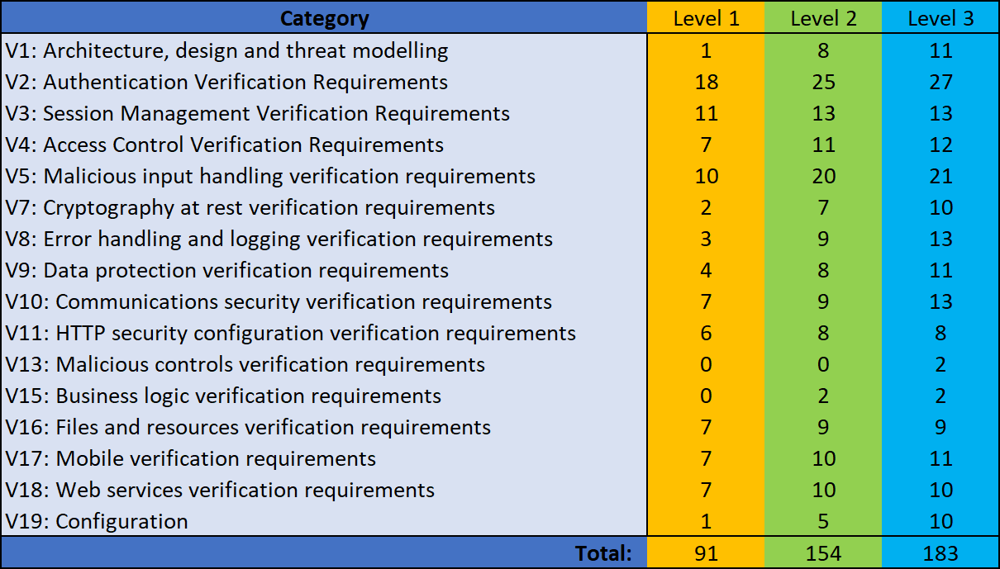 Category Level 1 Level 2 Level 3
V1: Architecture, design and threat modelling 1 8 11
V2: Authentication Verification Requirements 18 25 27
V3: Session Management Verification Requirements 11 13 13
V4: Access Control Verification Requirements 7 11 12
V5: Malicious input handling verification requirements 10 20 21
V7: Cryptography at rest verification requirements 2 7 10
V8: Error handling and logging verification requirements 3 9 13
V9: Data protection verification requirements 4 8 11
V10: Communications security verification requirements 7 9 13
V11: HTTP security configuration verification requirements 6 8 8
V13: Malicious controls verification requirements 0 0 2
V15: Business logic verification requirements 0 2 2
V16: Files and resources verification requirements 7 9 9
V17: Mobile verification requirements 7 10 11
V18: Web services verification requirements 7 10 10
V19: Configuration 1 5 10
Total: 91 154 183